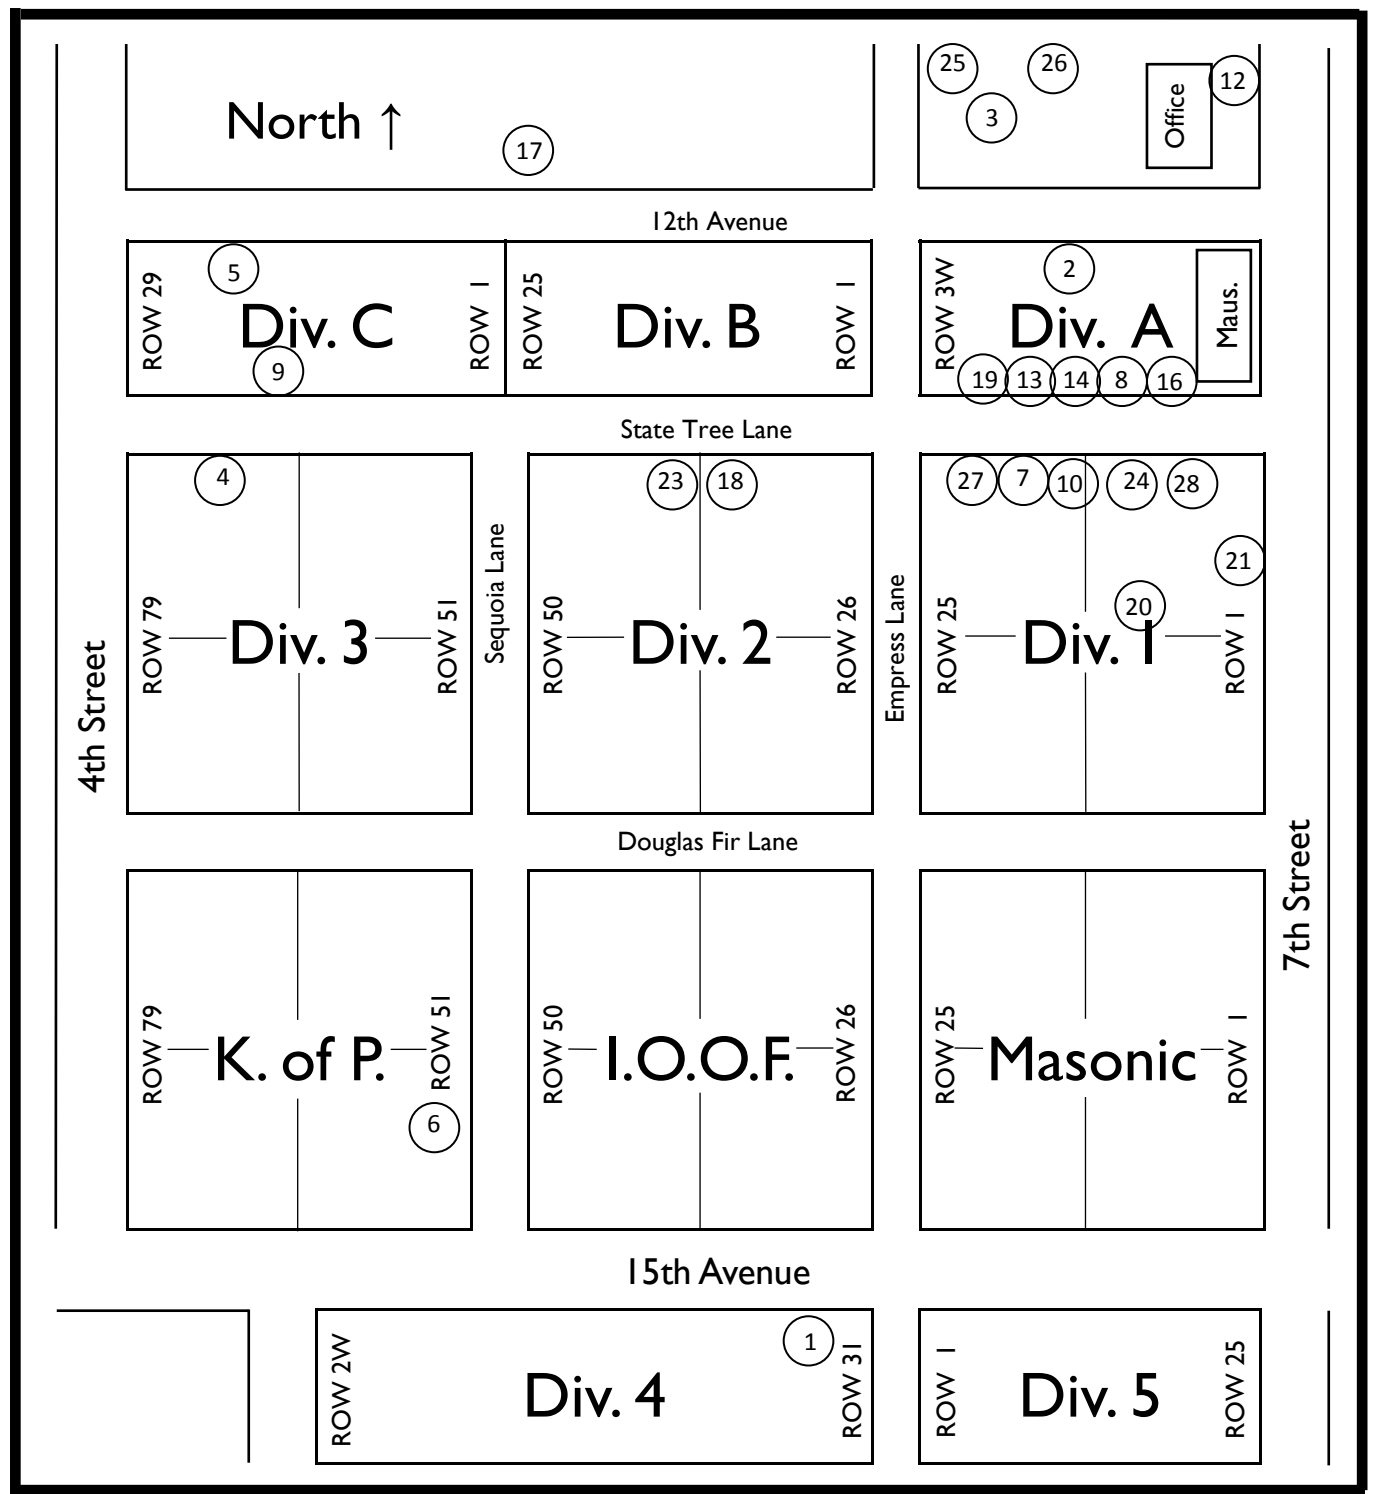 25
26
12
Office
3
North ↑
17
12th Avenue
5
2
ROW 29
Div. C
ROW 1
ROW 25
Div. B
ROW 1
ROW 3W
Div. A
Maus.
9
19
13
14
8
16
State Tree Lane
4
23
18
27
7
10
24
28
21
20
4th Street
ROW 79
Div. 3
ROW 51
Sequoia Lane
ROW 50
Div. 2
ROW 26
Empress Lane
ROW 25
Div. 1
ROW 1
Douglas Fir Lane
7th Street
ROW 79
K. of P.
ROW 51
ROW 50
I.O.O.F.
ROW 26
ROW 25
Masonic
ROW 1
6
15th Avenue
1
ROW 2W
Div. 4
ROW 31
ROW 1
Div. 5
ROW 25